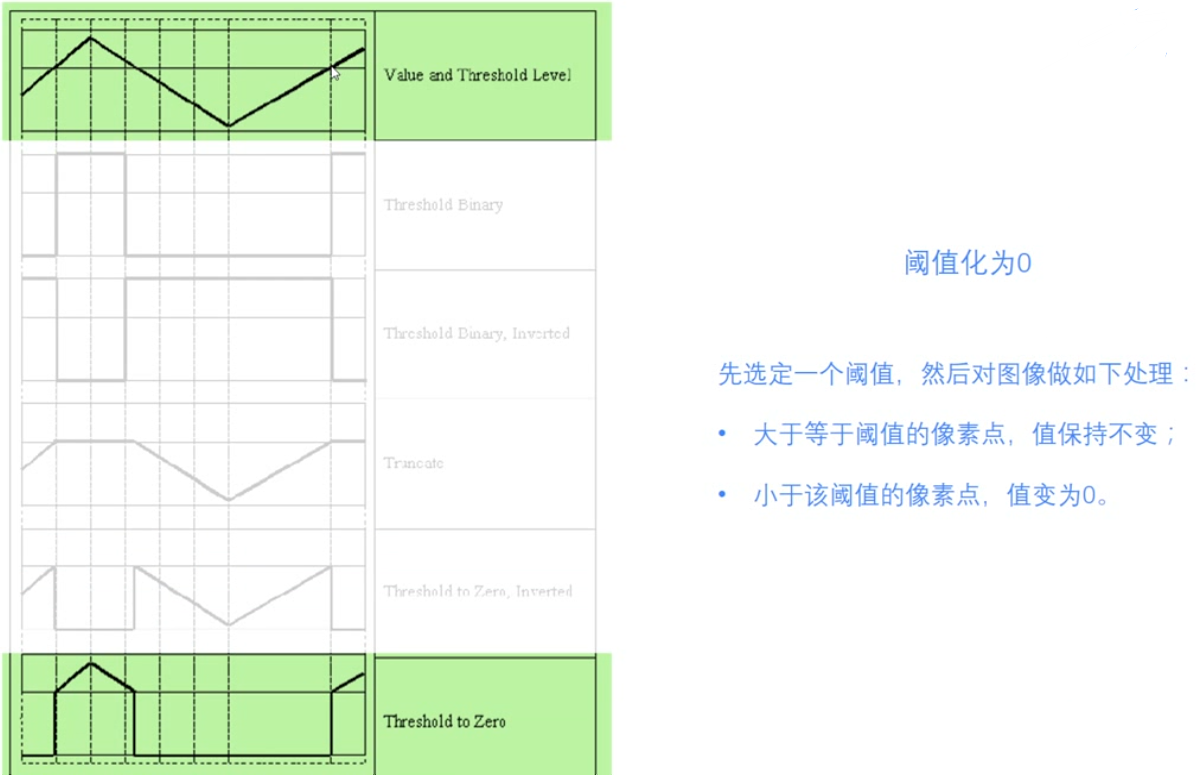 Value and Threshold Level
Threshold Binary
Threshold Binary, Inverted
Truncate
Threshold to Zero, Inverted
Threshold to Zero
阈值化为0
先选定一个阈值，然后对图像做如下处理：
• 大于等于阈值的像素点，值保持不变；
• 小于该阈值的像素点，值变为0。